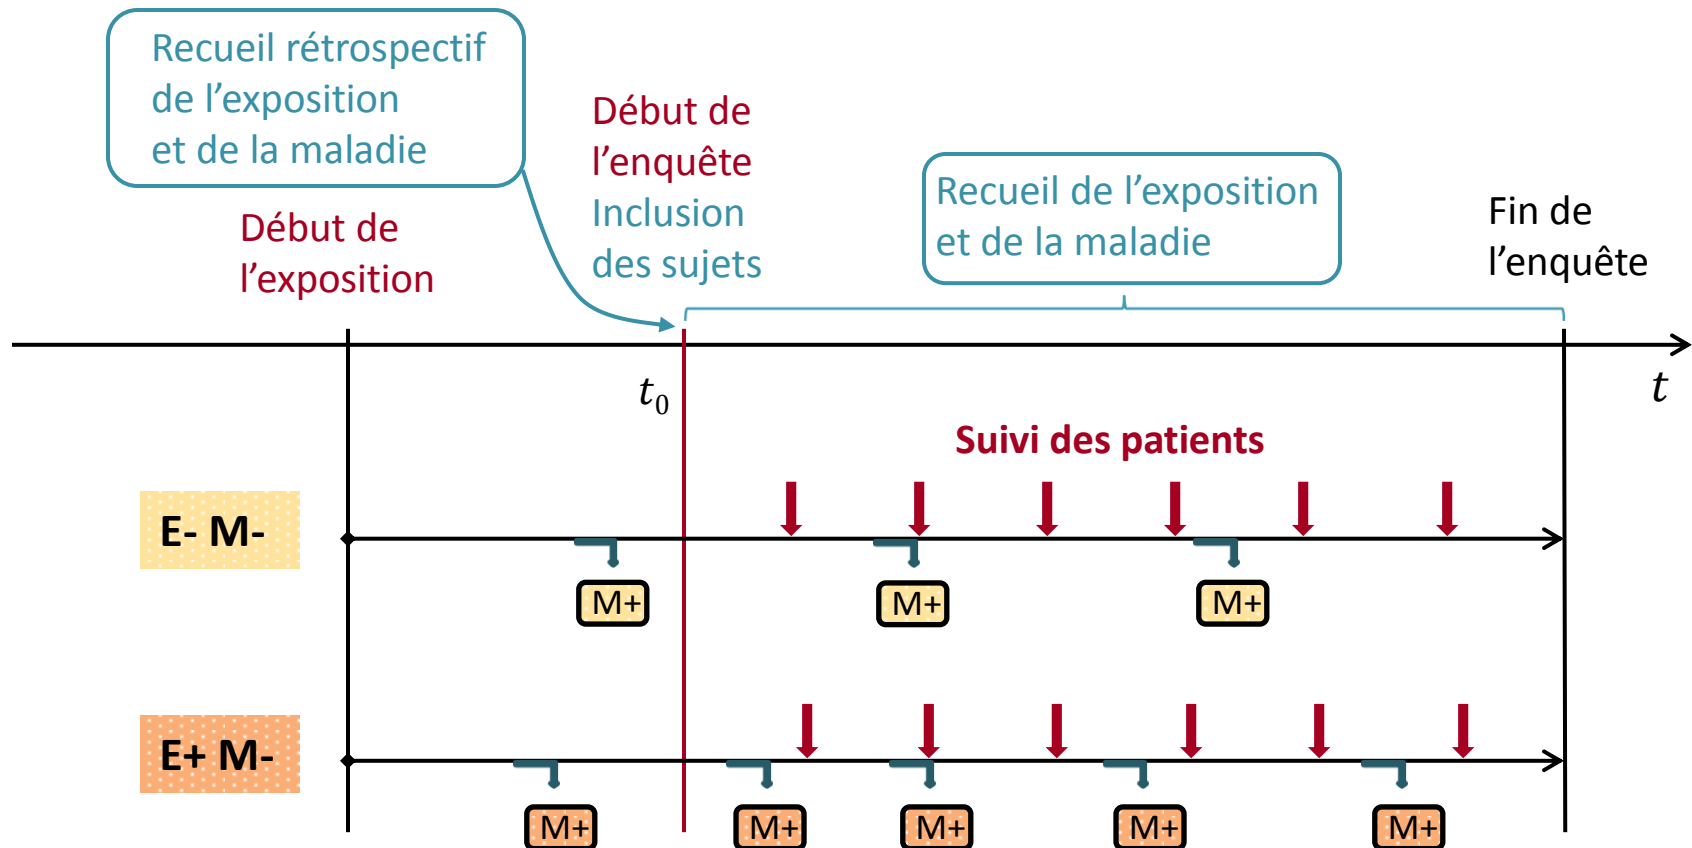 Recueil rétrospectif
de l’exposition
et de la maladie
Début de
l’enquête
Inclusion
des sujets
Recueil de l’exposition
et de la maladie
Fin de
l’enquête
Début de
l’exposition
t₀
t
Suivi des patients
E- M-
M+
M+
M+
E+ M-
M+
M+
M+
M+
M+